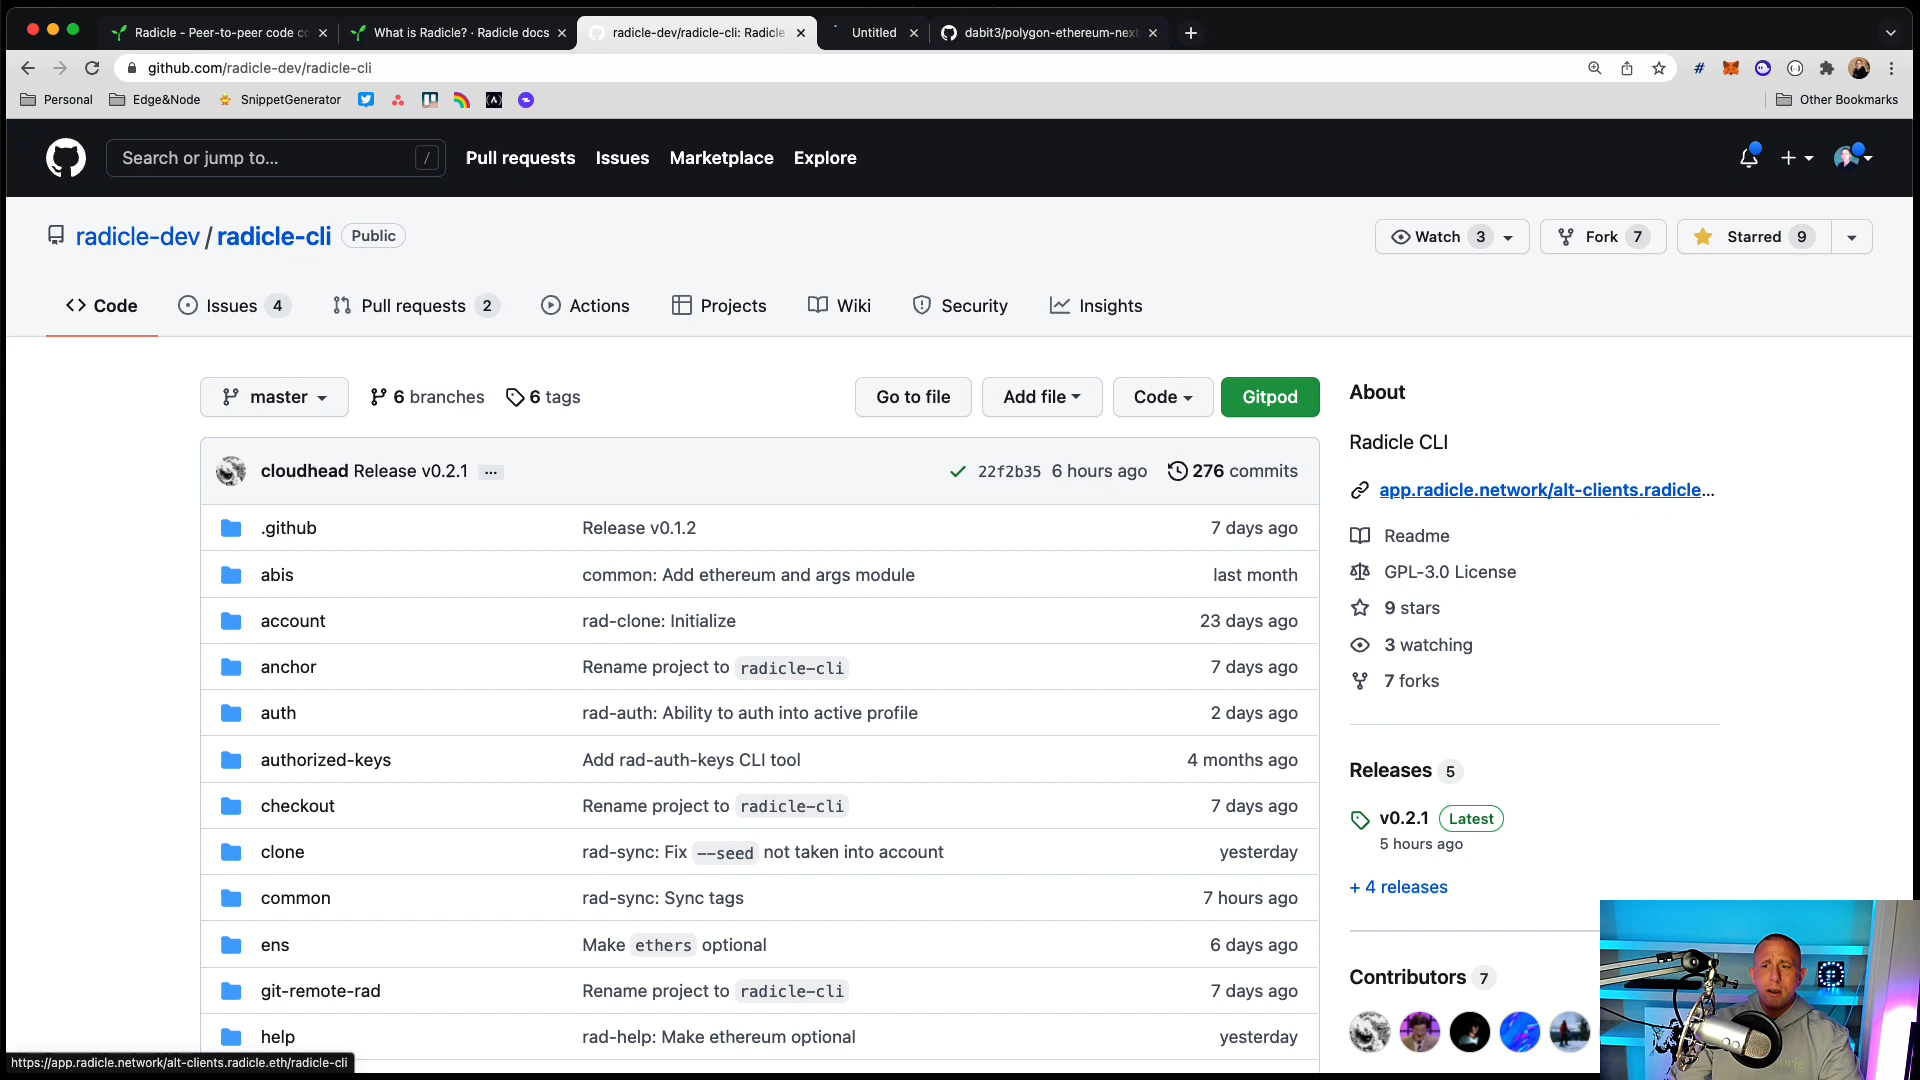 Radicle - Peer-to-peer code co
What is Radicle? · Radicle docs
radicle-dev/radicle-cli: Radicle
Untitled
dabit3/polygon-ethereum-next
github.com/radicle-dev/radicle-cli
Personal
Edge&Node
SnippetGenerator
Other Bookmarks
Search or jump to...
/
Pull requests
Issues
Marketplace
Explore
radicle-dev / radicle-cli
Public
Watch 3
Fork 7
Starred 9
Code
Issues 4
Pull requests 2
Actions
Projects
Wiki
Security
Insights
master
6 branches
6 tags
Go to file
Add file
Code
Gitpod
cloudhead Release v0.2.1 ...
22f2b35 6 hours ago
276 commits
.github Release v0.1.2 7 days ago
abis common: Add ethereum and args module last month
account rad-clone: Initialize 23 days ago
anchor Rename project to radicle-cli 7 days ago
auth rad-auth: Ability to auth into active profile 2 days ago
authorized-keys Add rad-auth-keys CLI tool 4 months ago
checkout Rename project to radicle-cli 7 days ago
clone rad-sync: Fix --seed not taken into account yesterday
common rad-sync: Sync tags 7 hours ago
ens Make ethers optional 6 days ago
git-remote-rad Rename project to radicle-cli 7 days ago
help rad-help: Make ethereum optional yesterday
About
Radicle CLI
app.radicle.network/alt-clients.radicle...
Readme
GPL-3.0 License
9 stars
3 watching
7 forks
Releases 5
v0.2.1 Latest
5 hours ago
+ 4 releases
Contributors 7
https://app.radicle.network/alt-clients.radicle.eth/radicle-cli